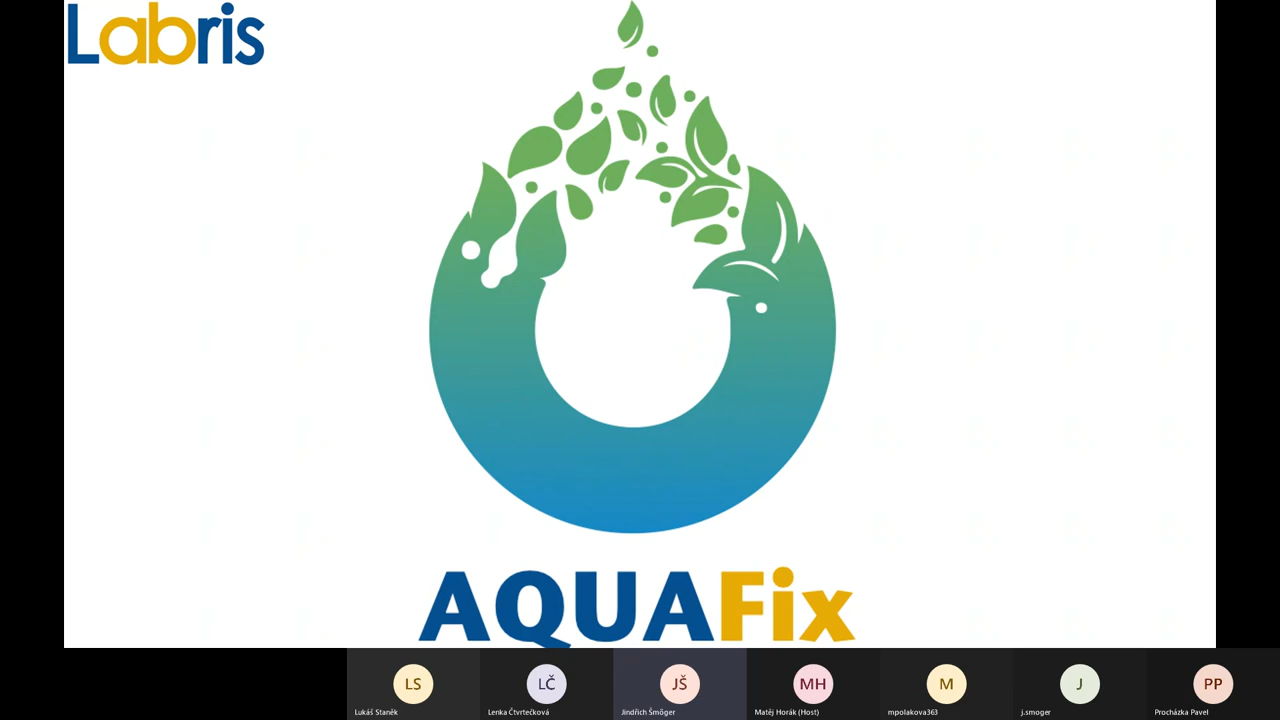 Labris
AQUAFix
LS
LČ
JŠ
MH
M
J
PP
Lukáš Staněk
Lenka Čtvrtečková
Jindřich Šmöger
Matěj Horák (Host)
mpolakova363
j.smoger
Procházka Pavel